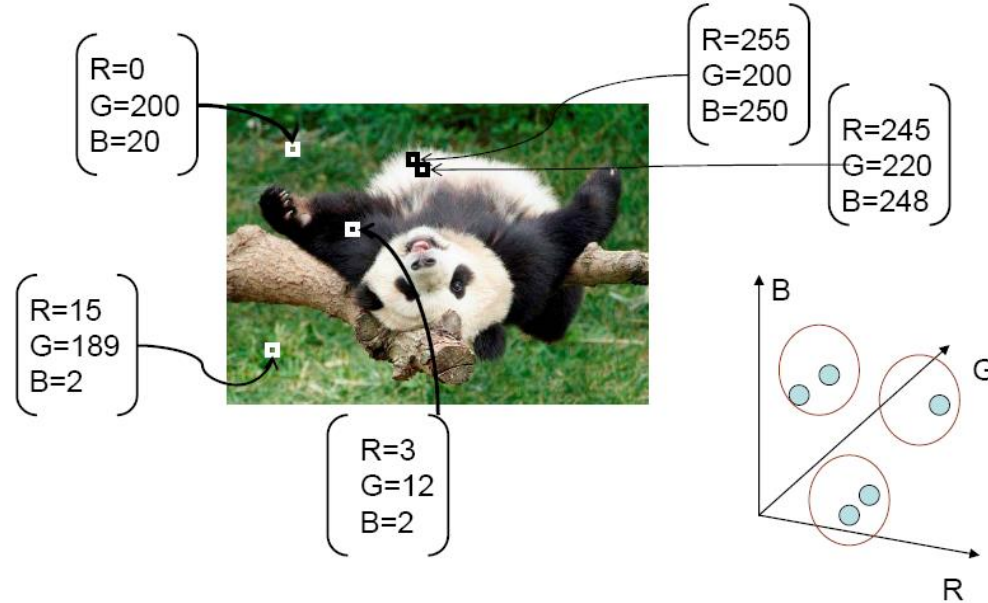 R=0
G=200
B=20
R=255
G=200
B=250
R=245
G=220
B=248
R=15
G=189
B=2
R=3
G=12
B=2
B
G
R